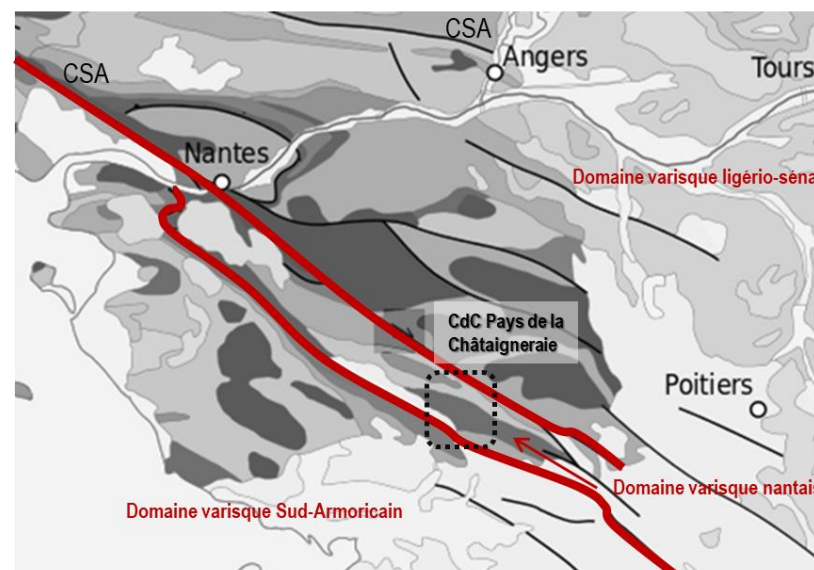 CSA
Angers
CSA
Tours
Nantes
Domaine varisque ligério-séna
CdC Pays de la
Châtaigneraie
Poitiers
Domaine varisque nantais
Domaine varisque Sud-Armoricain